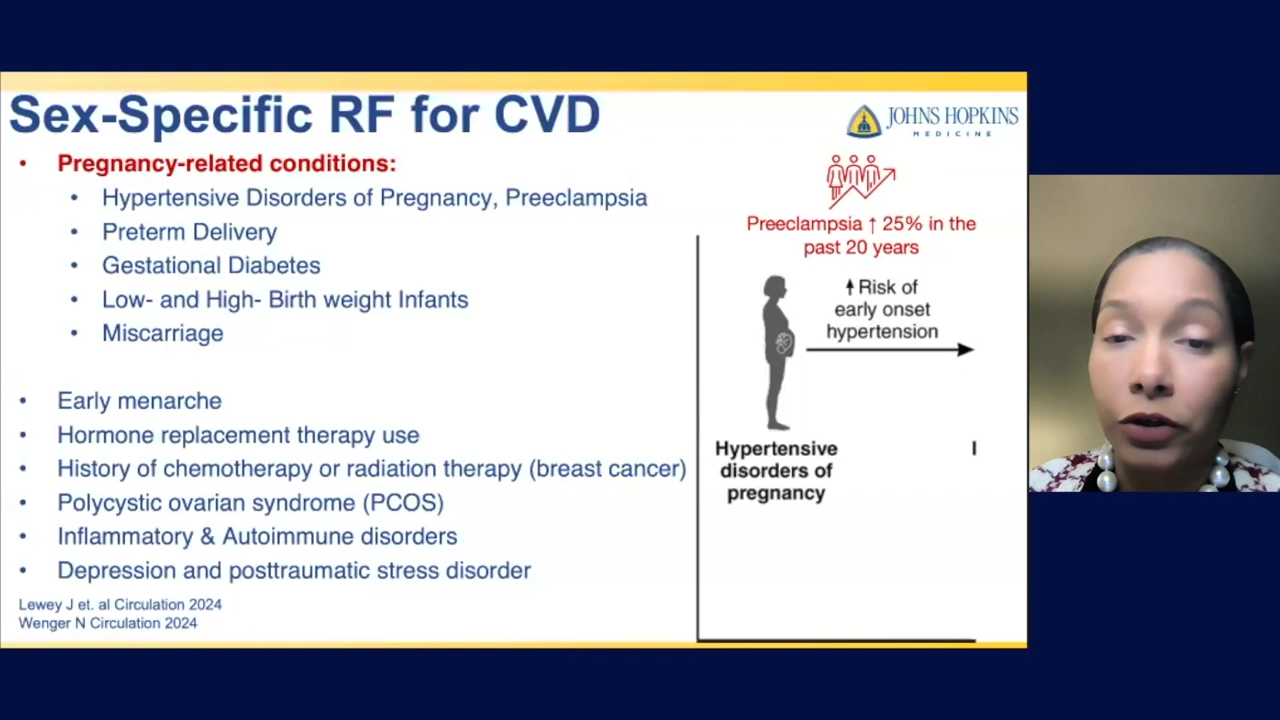 Sex-Specific RF for CVD
JOHNS HOPKINS
MEDICINE
• Pregnancy-related conditions:
• Hypertensive Disorders of Pregnancy, Preeclampsia
• Preterm Delivery
• Gestational Diabetes
• Low- and High- Birth weight Infants
• Miscarriage
• Early menarche
• Hormone replacement therapy use
• History of chemotherapy or radiation therapy (breast cancer)
• Polycystic ovarian syndrome (PCOS)
• Inflammatory & Autoimmune disorders
• Depression and posttraumatic stress disorder
Lewey J et. al Circulation 2024
Wenger N Circulation 2024
Preeclampsia ↑ 25% in the
past 20 years
↑ Risk of
early onset
hypertension
Hypertensive
disorders of
pregnancy